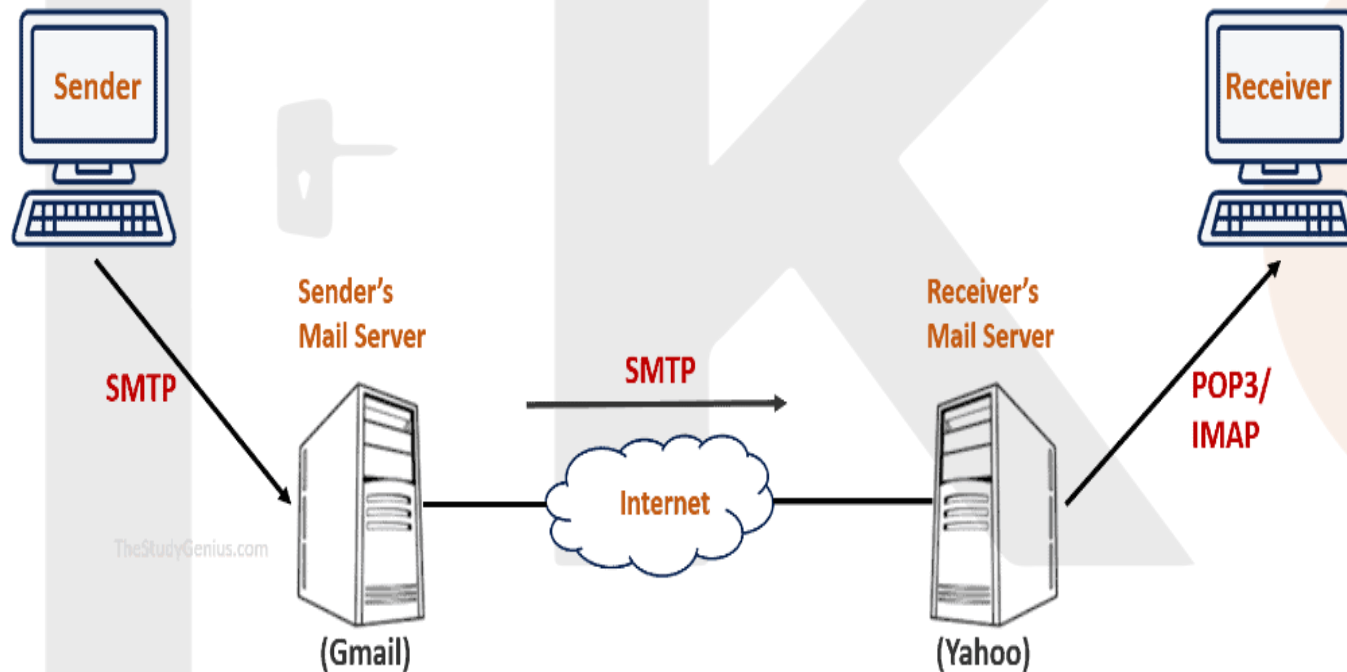 Sender
Receiver
Sender's
Mail Server
Receiver's
Mail Server
SMTP
SMTP
POP3/
IMAP
Internet
TheStudyGenius.com
(Gmail)
(Yahoo)